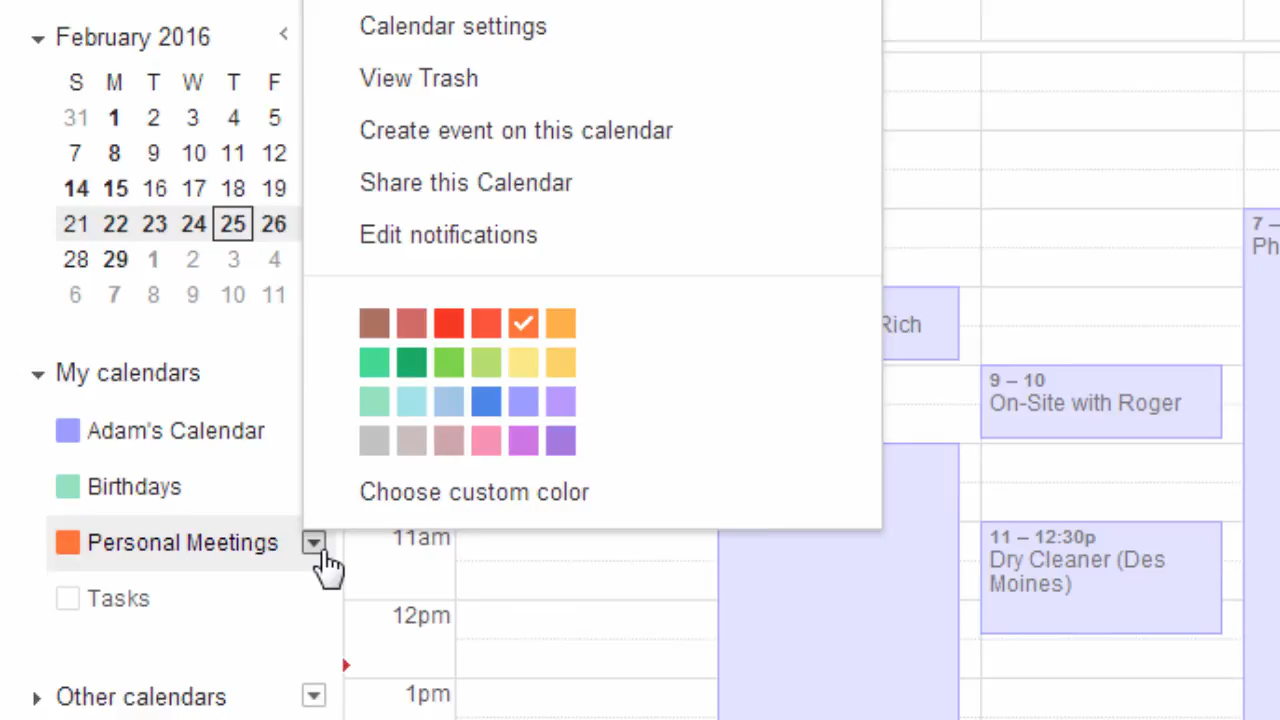 February 2016
S M T W T F
31 1 2 3 4 5
7 8 9 10 11 12
14 15 16 17 18 19
21 22 23 24 25 26
28 29 1 2 3 4
6 7 8 9 10 11
My calendars
Adam's Calendar
Birthdays
Personal Meetings
Tasks
Other calendars
Calendar settings
View Trash
Create event on this calendar
Share this Calendar
Edit notifications
Choose custom color
11am
12pm
1pm
Rich
9 – 10
On-Site with Roger
11 – 12:30p
Dry Cleaner (Des
Moines)
7 –
Ph